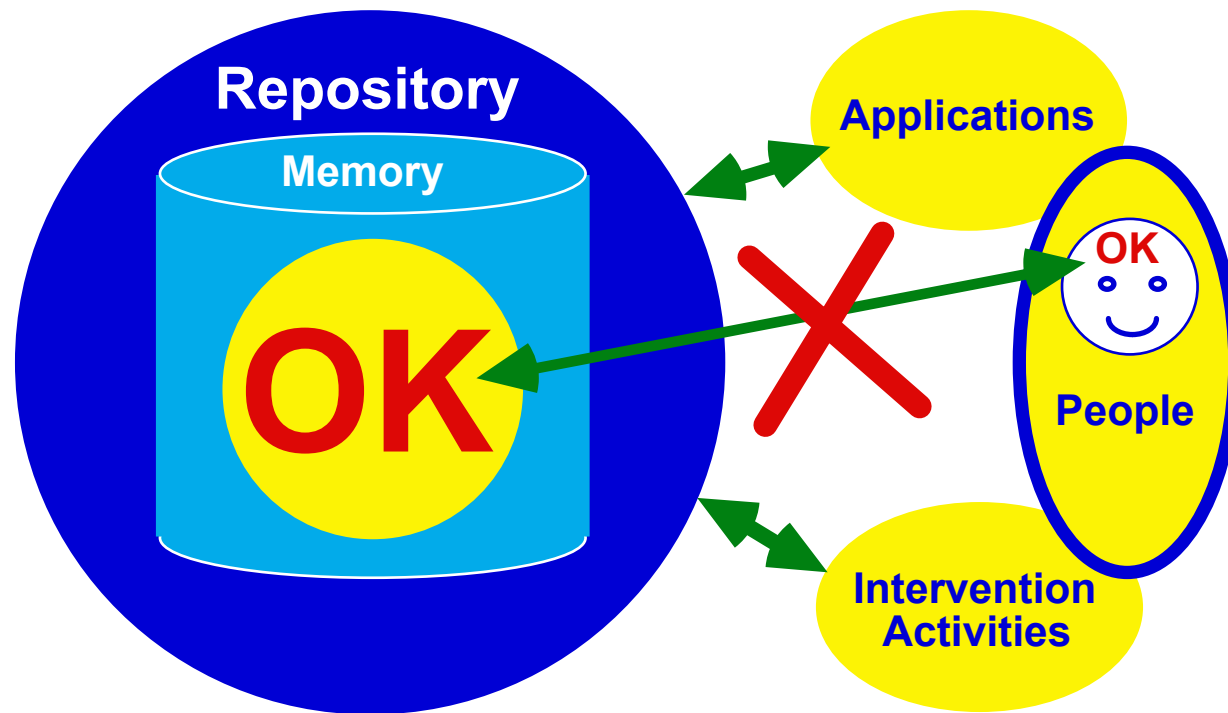 Repository
Memory
OK
Applications
OK
People
Intervention
Activities